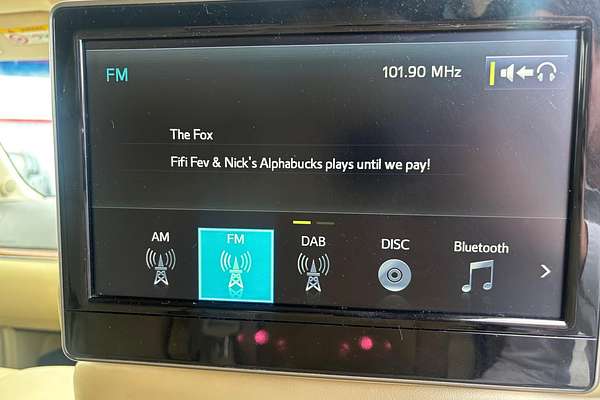 FM
101.90 MHz
The Fox
Fifi Fev & Nick's Alphabucks plays until we pay!
AM
FM
DAB
DISC
Bluetooth